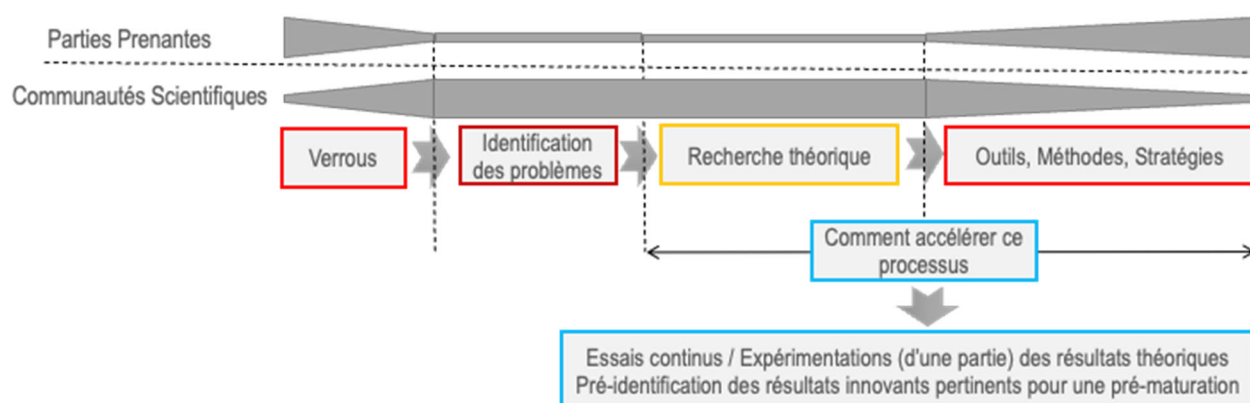 Parties Prenantes
Communautés Scientifiques
Verrous
Identification
des problèmes
Recherche théorique
Outils, Méthodes, Stratégies
Comment accélérer ce
processus
Essais continus / Expérimentations (d'une partie) des résultats théoriques
Pré-identification des résultats innovants pertinents pour une pré-maturation